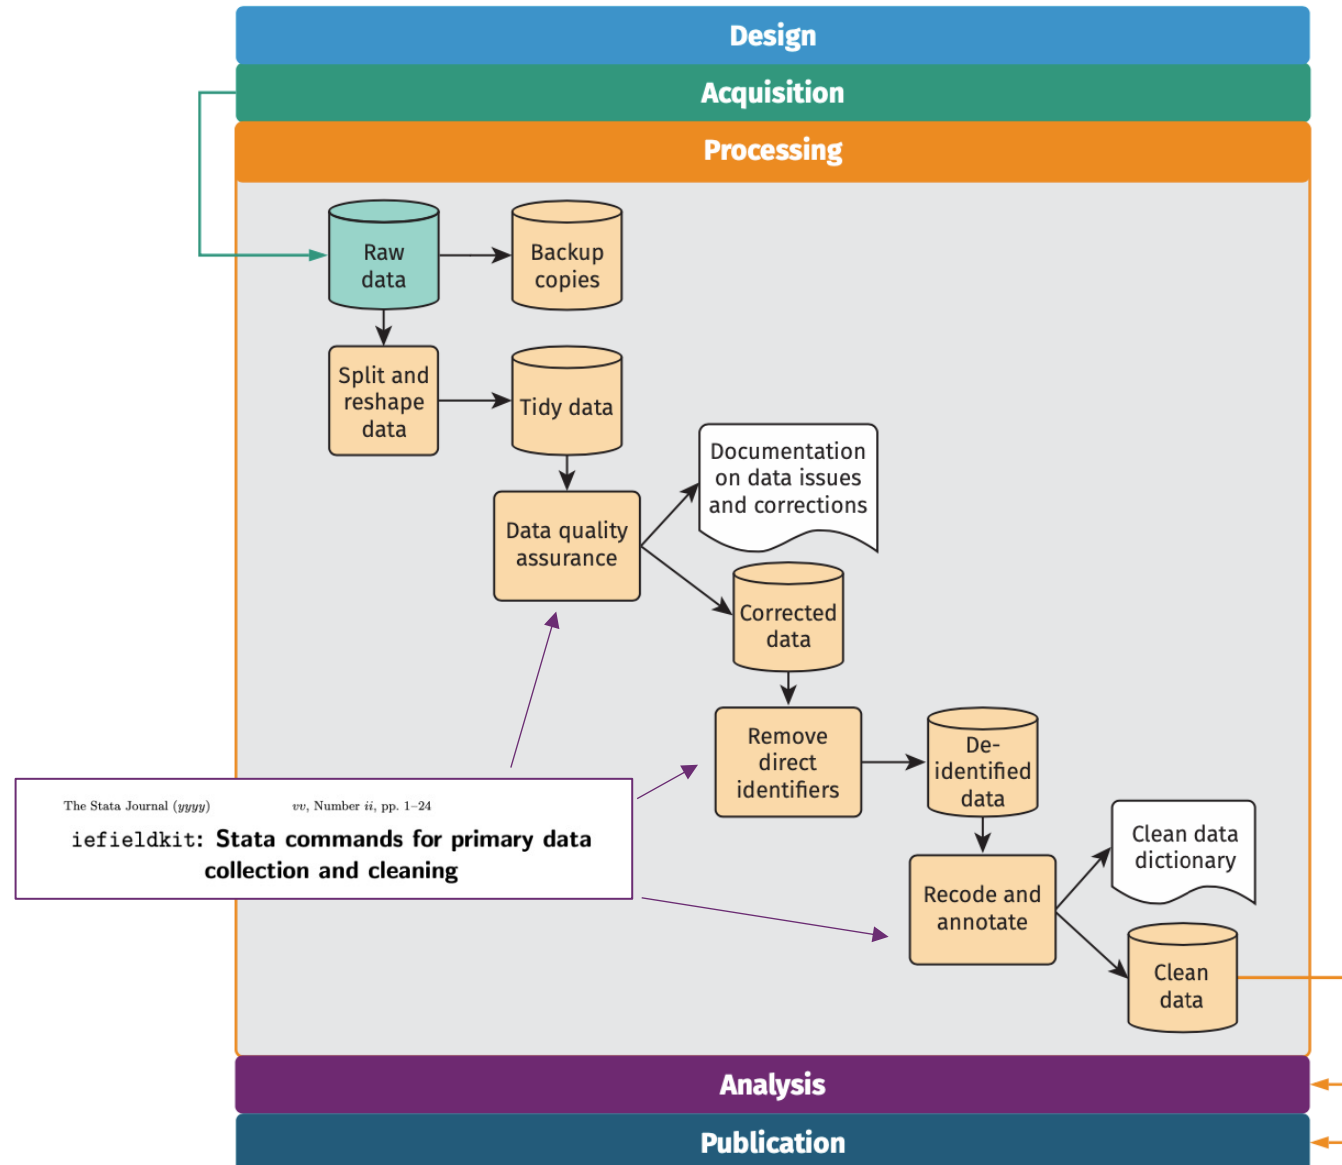 Design
Acquisition
Processing
Raw
data
Backup
copies
Split and
reshape
data
Tidy data
Documentation
on data issues
and corrections
Data quality
assurance
Corrected
data
Remove
direct
identifiers
De-
identified
data
The Stata Journal (yyyy) vv, Number ii, pp. 1–24
iefieldkit: Stata commands for primary data
collection and cleaning
Clean data
dictionary
Recode and
annotate
Clean
data
Analysis
Publication